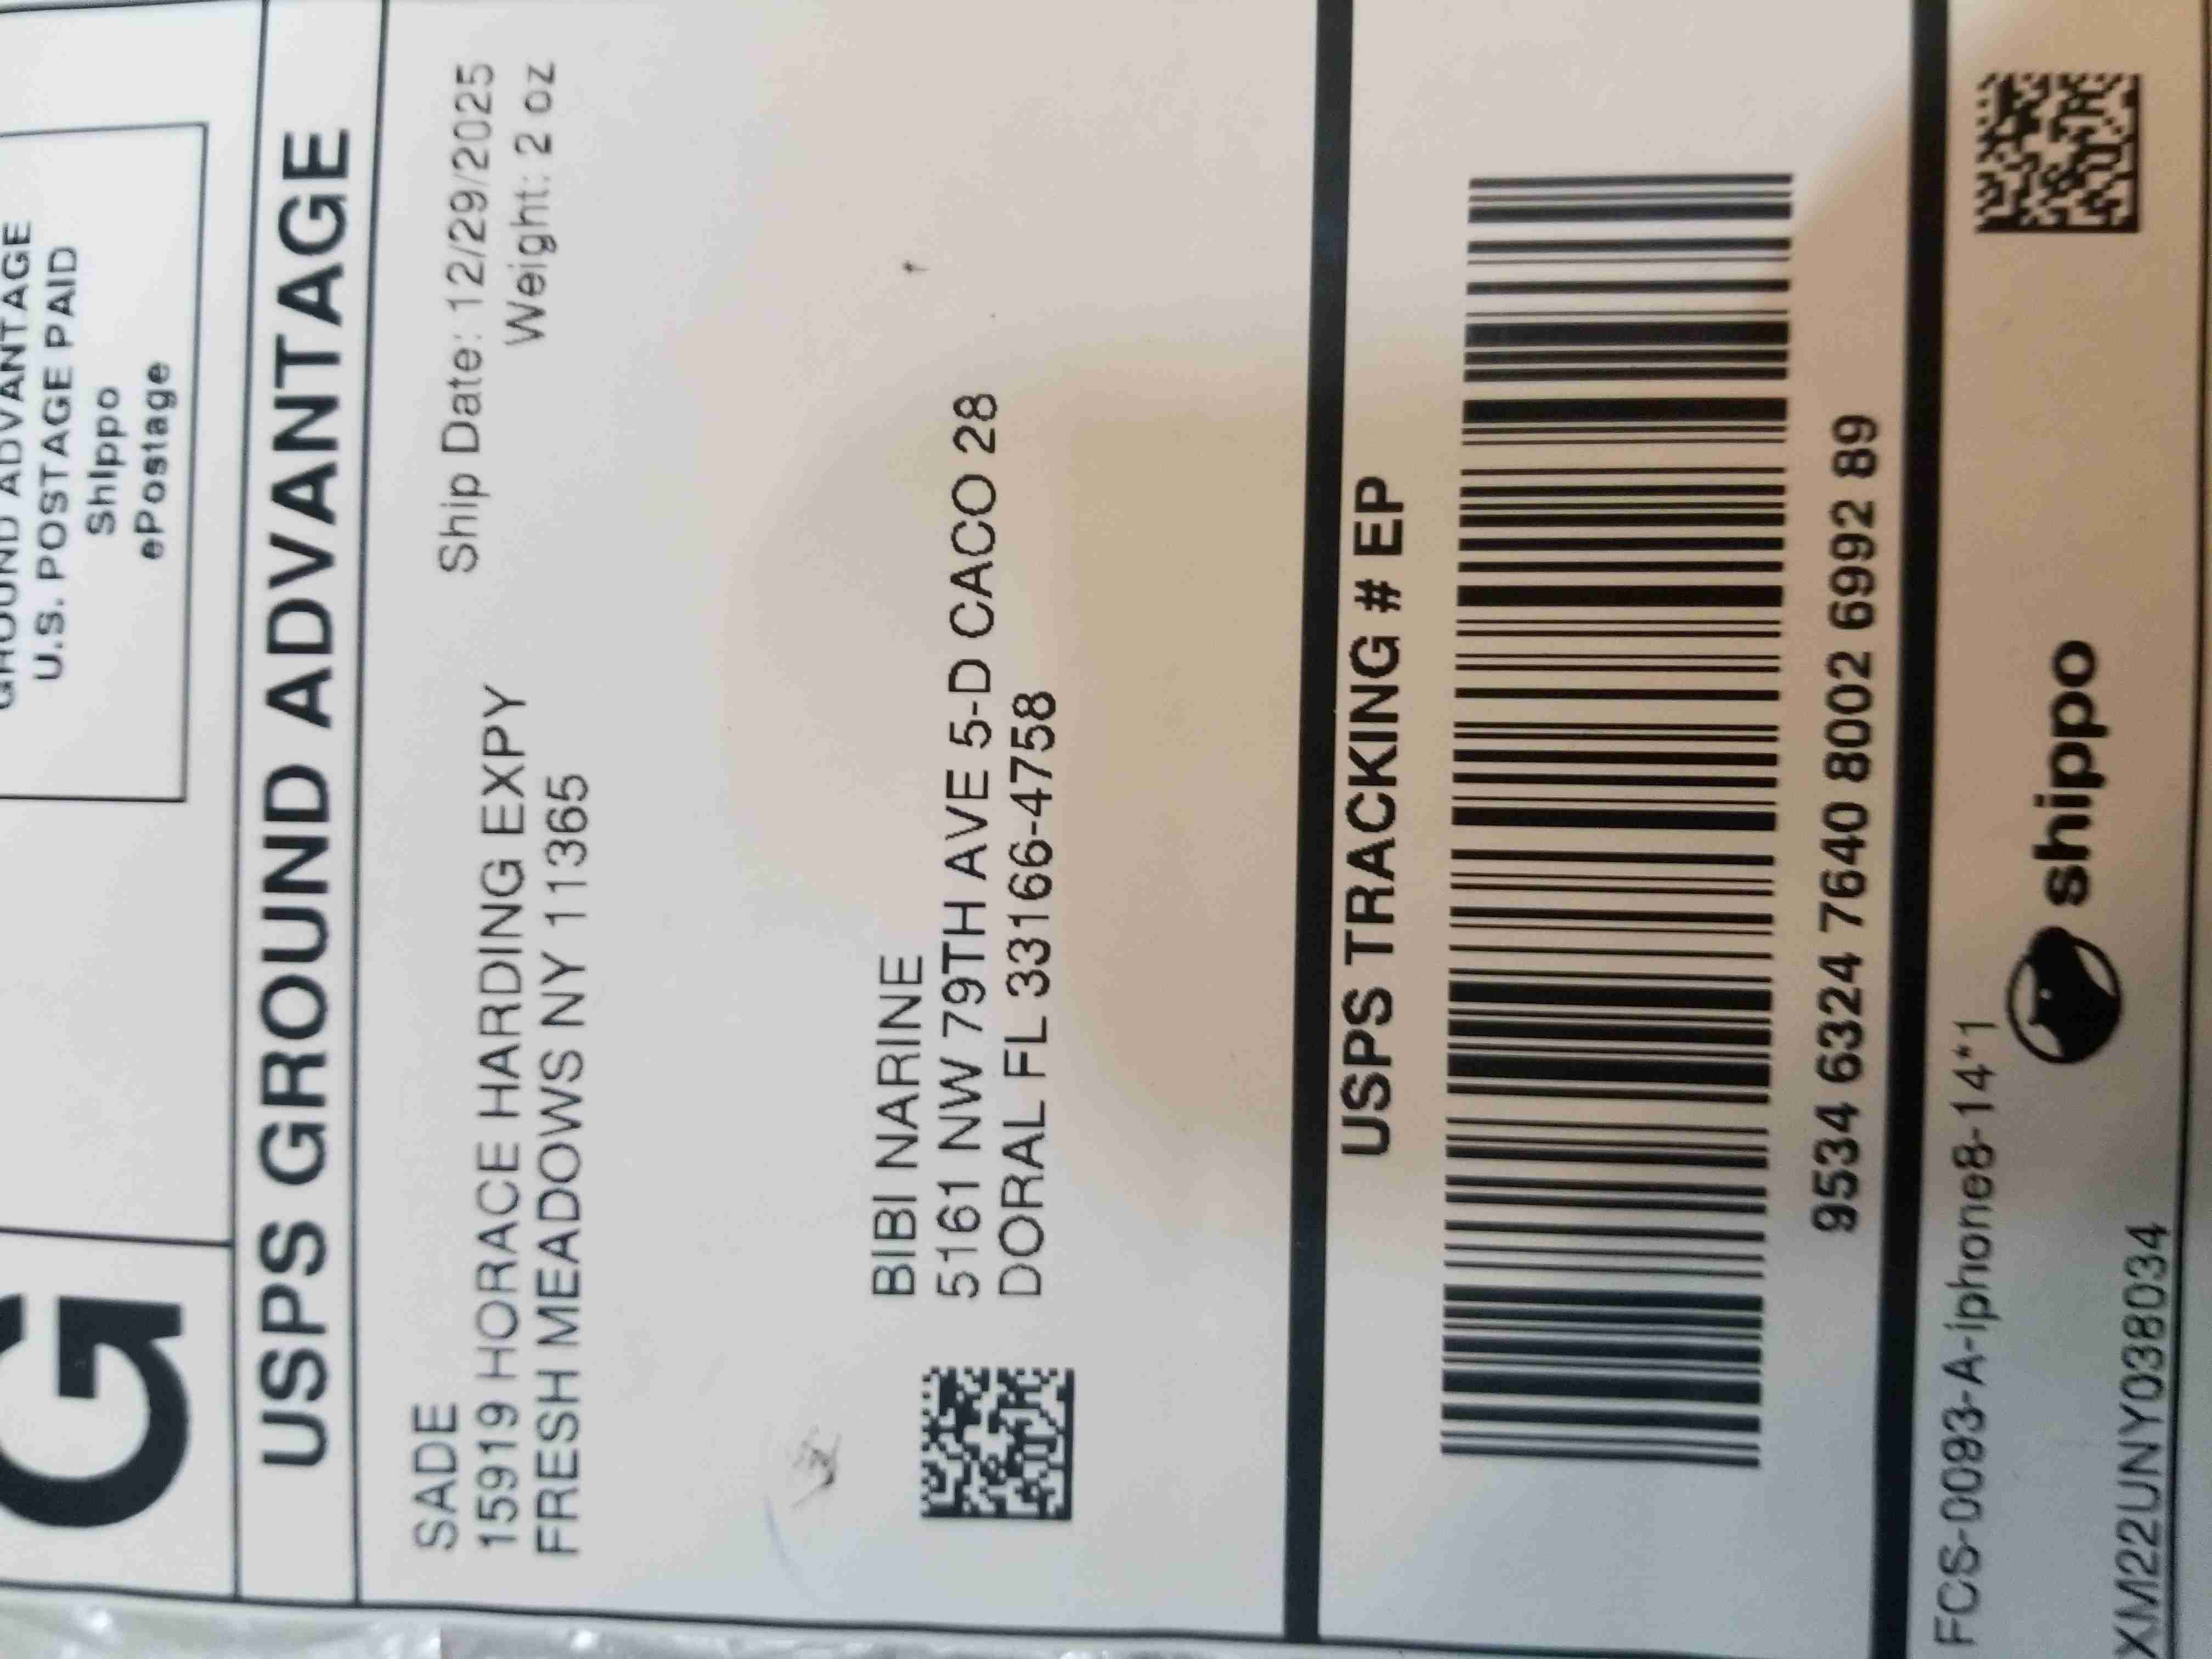 G
GROUND ADVANTAGE
U.S. POSTAGE PAID
Shippo
ePostage
USPS GROUND ADVANTAGE
SADE
15919 HORACE HARDING EXPY
FRESH MEADOWS NY 11365
Ship Date: 12/29/2025
Weight: 2 oz
BIBI NARINE
5161 NW 79TH AVE 5-D CACO 28
DORAL FL 33166-4758
USPS TRACKING # EP
9534 6324 7640 8002 6992 89
FCS-0093-A-iphone8-14*1
shippo
XM22UNY038034